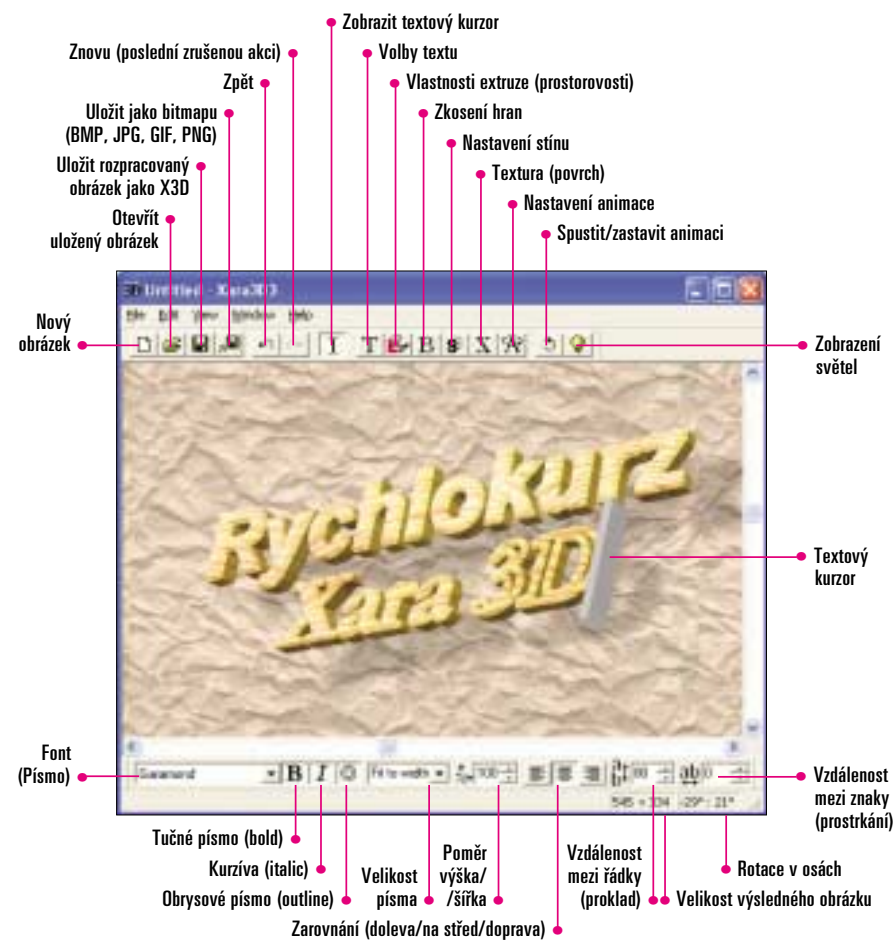 Zobrazit textový kurzor
Znovu (poslední zrušenou akci)
Volby textu
Zpět
Vlastnosti extruze (prostorovosti)
Uložit jako bitmapu
(BMP, JPG, GIF, PNG)
Zkosení hran
Nastavení stínu
Uložit rozpracovaný
obrázek jako X3D
Textura (povrch)
Nastavení animace
Otevřít
uložený obrázek
Spustit/zastavit animaci
Untitled - Xara3D3
File Edit View Window Help
Nový
obrázek
T B S X
Zobrazení
světel
Rychlokurz
Xara 3D
Textový
kurzor
Font
(Písmo)
Garamond B I O Fit to width 100 ab 0
545 × 334 -29° : 21°
Vzdálenost
mezi znaky
(prostrkání)
Tučné písmo (bold)
Kurzíva (italic)
Obrysové písmo (outline)
Velikost
písma
Poměr
výška/
/šířka
Vzdálenost
mezi řádky
(proklad)
Rotace v osách
Velikost výsledného obrázku
Zarovnání (doleva/na střed/doprava)